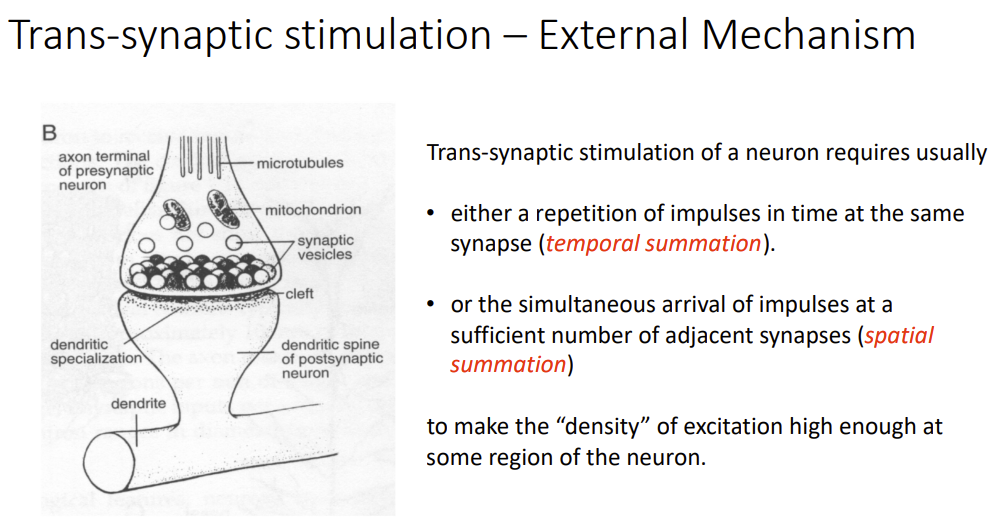 Trans-synaptic stimulation – External Mechanism
B
axon terminal
of presynaptic
neuron
microtubules
mitochondrion
synaptic
vesicles
cleft
dendritic
specialization
dendritic spine
of postsynaptic
neuron
dendrite
Trans-synaptic stimulation of a neuron requires usually
• either a repetition of impulses in time at the same
synapse (temporal summation).
• or the simultaneous arrival of impulses at a
sufficient number of adjacent synapses (spatial
summation)
to make the “density” of excitation high enough at
some region of the neuron.